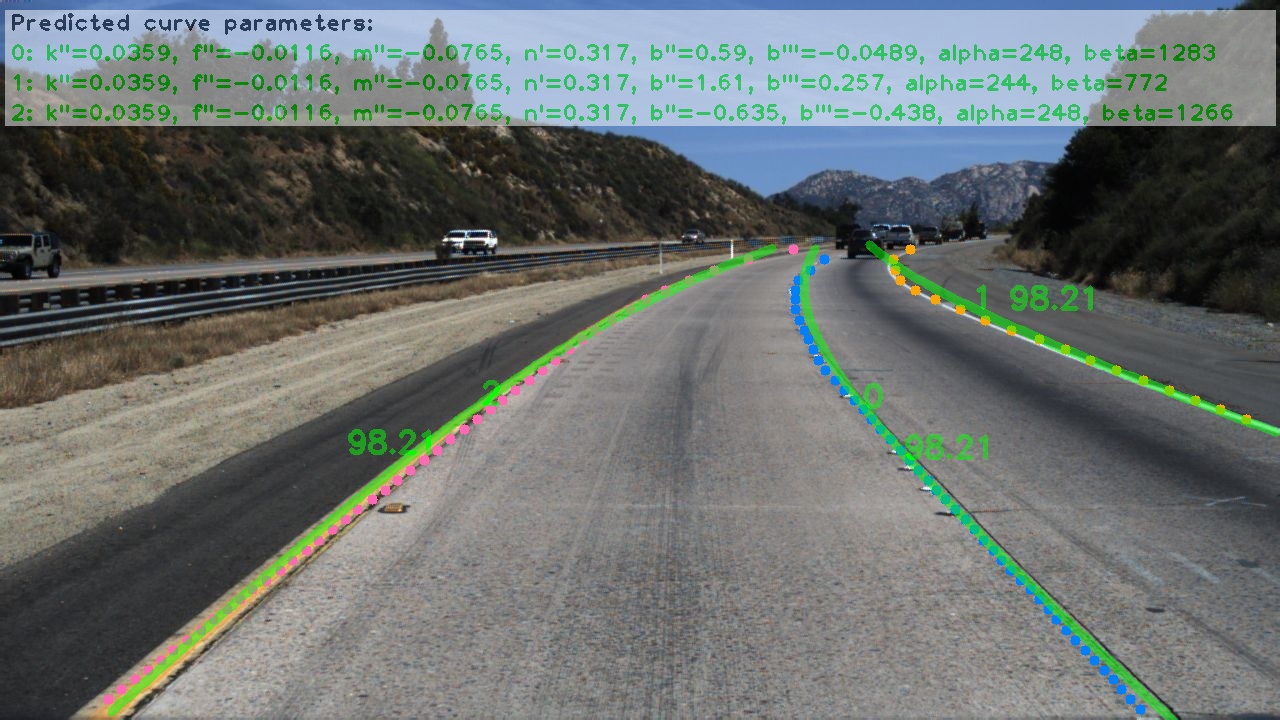 Predicted curve parameters:
0: k"=0.0359, f"=-0.0116, m"=-0.0765, n'=0.317, b"=0.59, b'''=-0.0489, alpha=248, beta=1283
1: k"=0.0359, f"=-0.0116, m"=-0.0765, n'=0.317, b"=1.61, b'''=0.257, alpha=244, beta=772
2: k"=0.0359, f"=-0.0116, m"=-0.0765, n'=0.317, b"=-0.635, b'''=-0.438, alpha=248, beta=1266
1 98.21
2
0
98.21
98.21